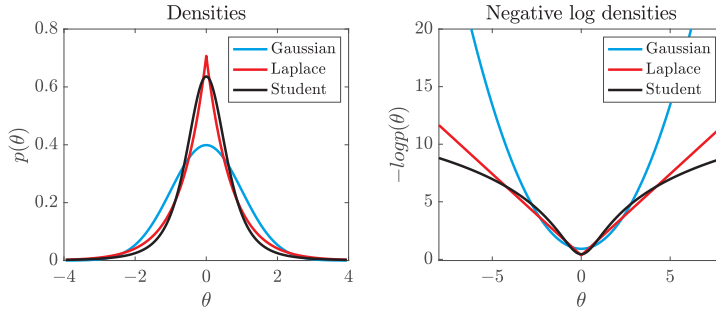 Densities
0.8
0.6
0.4
0.2
0
p(θ)
Gaussian
Laplace
Student
−4
−2
0
2
4
θ
Negative log densities
20
15
10
5
0
−logp(θ)
Gaussian
Laplace
Student
−5
0
5
θ